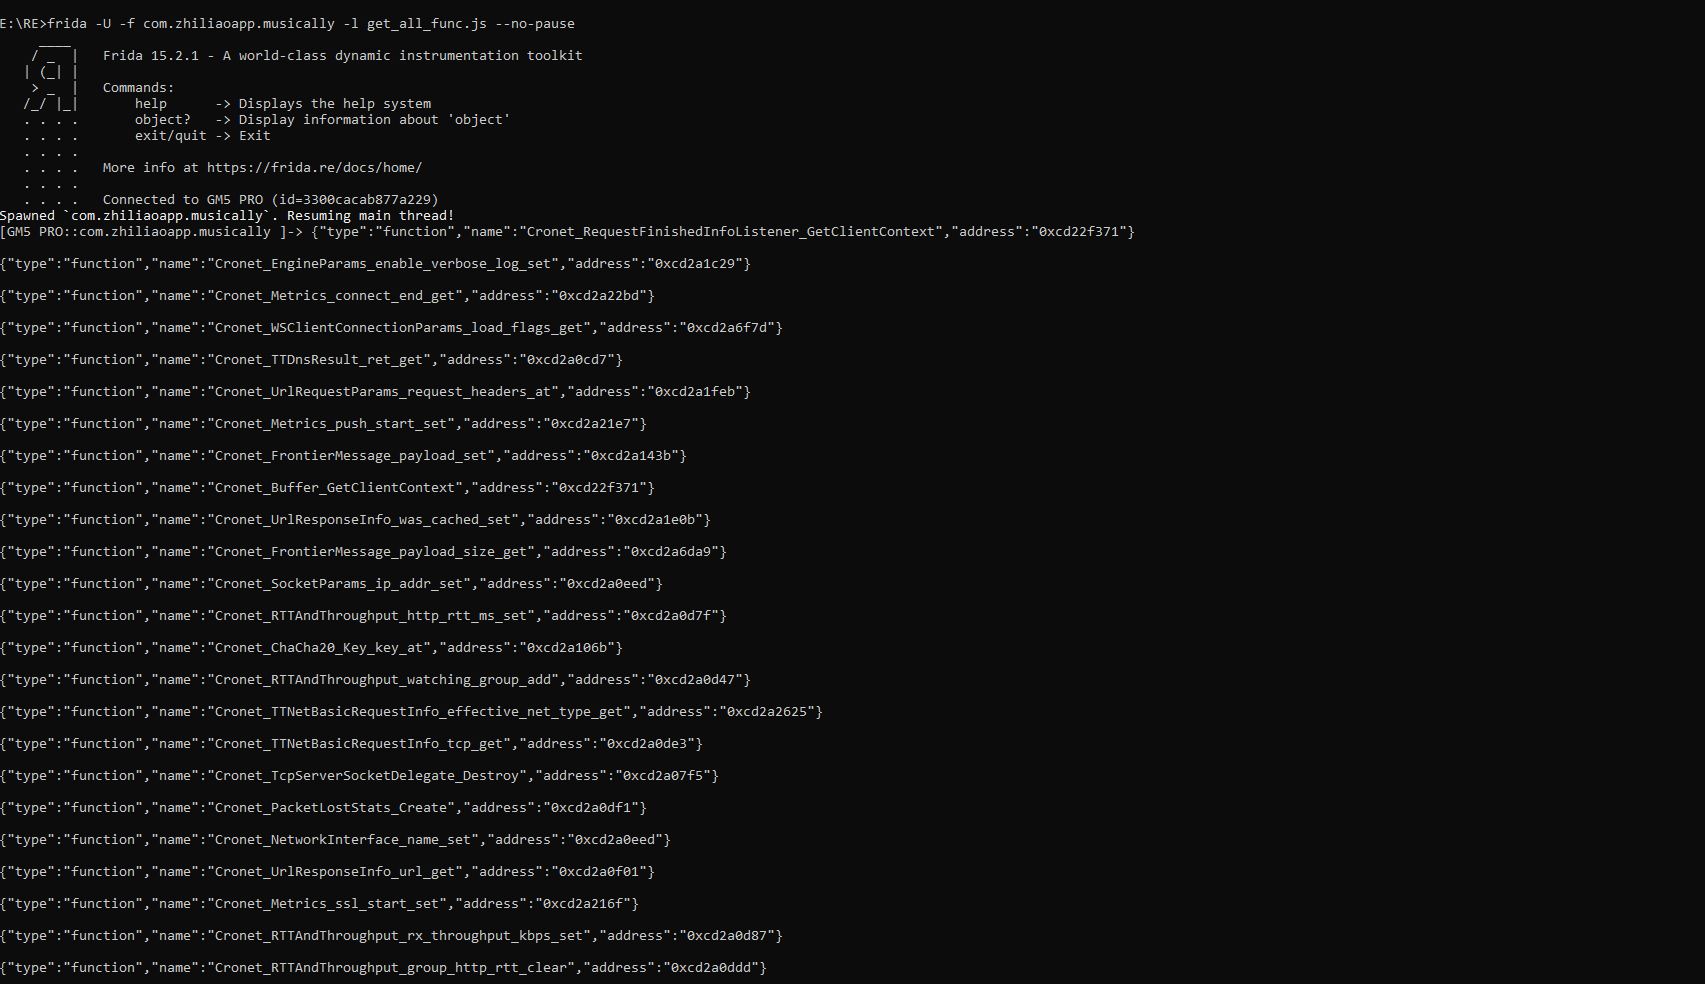 E:\RE>frida -U -f com.zhiliaoapp.musically -l get_all_func.js --no-pause
     ____
    / _  |   Frida 15.2.1 - A world-class dynamic instrumentation toolkit
   | (_| |
    > _  |   Commands:
   /_/ |_|       help      -> Displays the help system
   . . . .       object?   -> Display information about 'object'
   . . . .       exit/quit -> Exit
   . . . .
   . . . .   More info at https://frida.re/docs/home/
   . . . .
   . . . .   Connected to GM5 PRO (id=3300cacab877a229)
Spawned `com.zhiliaoapp.musically`. Resuming main thread!
[GM5 PRO::com.zhiliaoapp.musically ]-> {"type":"function","name":"Cronet_RequestFinishedInfoListener_GetClientContext","address":"0xcd22f371"}
{"type":"function","name":"Cronet_EngineParams_enable_verbose_log_set","address":"0xcd2a1c29"}
{"type":"function","name":"Cronet_Metrics_connect_end_get","address":"0xcd2a22bd"}
{"type":"function","name":"Cronet_WSClientConnectionParams_load_flags_get","address":"0xcd2a6f7d"}
{"type":"function","name":"Cronet_TTDnsResult_ret_get","address":"0xcd2a0cd7"}
{"type":"function","name":"Cronet_UrlRequestParams_request_headers_at","address":"0xcd2a1feb"}
{"type":"function","name":"Cronet_Metrics_push_start_set","address":"0xcd2a21e7"}
{"type":"function","name":"Cronet_FrontierMessage_payload_set","address":"0xcd2a143b"}
{"type":"function","name":"Cronet_Buffer_GetClientContext","address":"0xcd22f371"}
{"type":"function","name":"Cronet_UrlResponseInfo_was_cached_set","address":"0xcd2a1e0b"}
{"type":"function","name":"Cronet_FrontierMessage_payload_size_get","address":"0xcd2a6da9"}
{"type":"function","name":"Cronet_SocketParams_ip_addr_set","address":"0xcd2a0eed"}
{"type":"function","name":"Cronet_RTTAndThroughput_http_rtt_ms_set","address":"0xcd2a0d7f"}
{"type":"function","name":"Cronet_ChaCha20_Key_key_at","address":"0xcd2a106b"}
{"type":"function","name":"Cronet_RTTAndThroughput_watching_group_add","address":"0xcd2a0d47"}
{"type":"function","name":"Cronet_TTNetBasicRequestInfo_effective_net_type_get","address":"0xcd2a2625"}
{"type":"function","name":"Cronet_TTNetBasicRequestInfo_tcp_get","address":"0xcd2a0de3"}
{"type":"function","name":"Cronet_TcpServerSocketDelegate_Destroy","address":"0xcd2a07f5"}
{"type":"function","name":"Cronet_PacketLostStats_Create","address":"0xcd2a0df1"}
{"type":"function","name":"Cronet_NetworkInterface_name_set","address":"0xcd2a0eed"}
{"type":"function","name":"Cronet_UrlResponseInfo_url_get","address":"0xcd2a0f01"}
{"type":"function","name":"Cronet_Metrics_ssl_start_set","address":"0xcd2a216f"}
{"type":"function","name":"Cronet_RTTAndThroughput_rx_throughput_kbps_set","address":"0xcd2a0d87"}
{"type":"function","name":"Cronet_RTTAndThroughput_group_http_rtt_clear","address":"0xcd2a0ddd"}